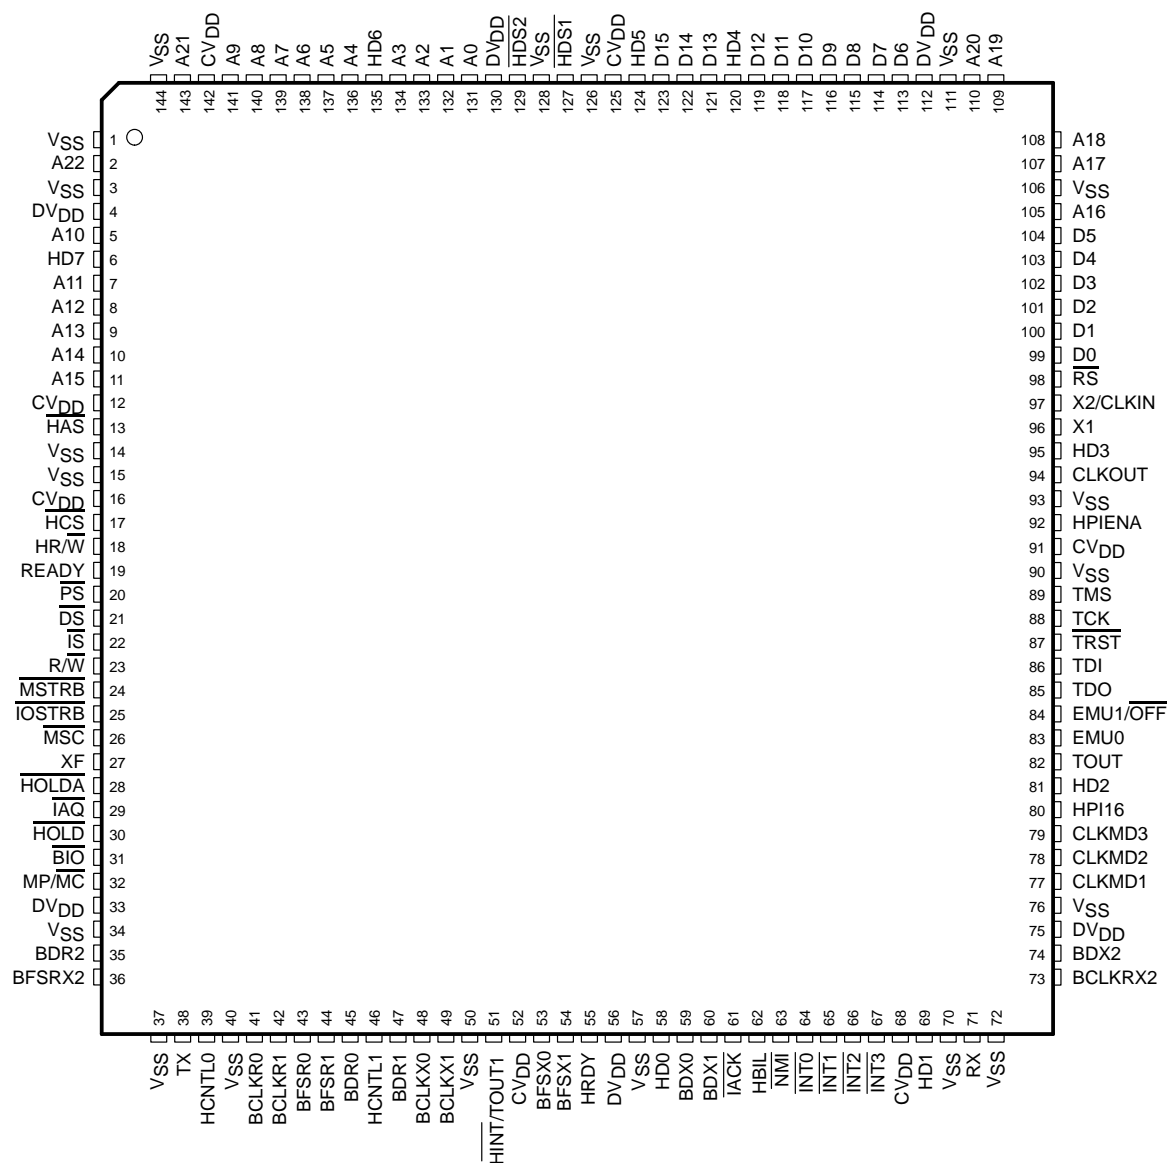 VSS
A21
CVDD
A9
A8
A7
A6
A5
A4
HD6
A3
A2
A1
A0
DVDD
HDS2
VSS
HDS1
VSS
CVDD
HD5
D15
D14
D13
HD4
D12
D11
D10
D9
D8
D7
D6
DVDD
VSS
A20
A19
144
143
142
141
140
139
138
137
136
135
134
133
132
131
130
129
128
127
126
125
124
123
122
121
120
119
118
117
116
115
114
113
112
111
110
109
VSS 1
A22 2
VSS 3
DVDD 4
A10 5
HD7 6
A11 7
A12 8
A13 9
A14 10
A15 11
CVDD 12
HAS 13
VSS 14
VSS 15
CVDD 16
HCS 17
HR/W 18
READY 19
PS 20
DS 21
IS 22
R/W 23
MSTRB 24
IOSTRB 25
MSC 26
XF 27
HOLDA 28
IAQ 29
HOLD 30
BIO 31
MP/MC 32
DVDD 33
VSS 34
BDR2 35
BFSRX2 36
108 A18
107 A17
106 VSS
105 A16
104 D5
103 D4
102 D3
101 D2
100 D1
99 D0
98 RS
97 X2/CLKIN
96 X1
95 HD3
94 CLKOUT
93 VSS
92 HPIENA
91 CVDD
90 VSS
89 TMS
88 TCK
87 TRST
86 TDI
85 TDO
84 EMU1/OFF
83 EMU0
82 TOUT
81 HD2
80 HPI16
79 CLKMD3
78 CLKMD2
77 CLKMD1
76 VSS
75 DVDD
74 BDX2
73 BCLKRX2
37
38
39
40
41
42
43
44
45
46
47
48
49
50
51
52
53
54
55
56
57
58
59
60
61
62
63
64
65
66
67
68
69
70
71
72
VSS
TX
HCNTL0
VSS
BCLKR0
BCLKR1
BFSR0
BFSR1
BDR0
HCNTL1
BDR1
BCLKX0
BCLKX1
VSS
HINT/TOUT1
CVDD
BFSX0
BFSX1
HRDY
DVDD
VSS
HD0
BDX0
BDX1
IACK
HBIL
NMI
INT0
INT1
INT2
INT3
CVDD
HD1
VSS
RX
VSS